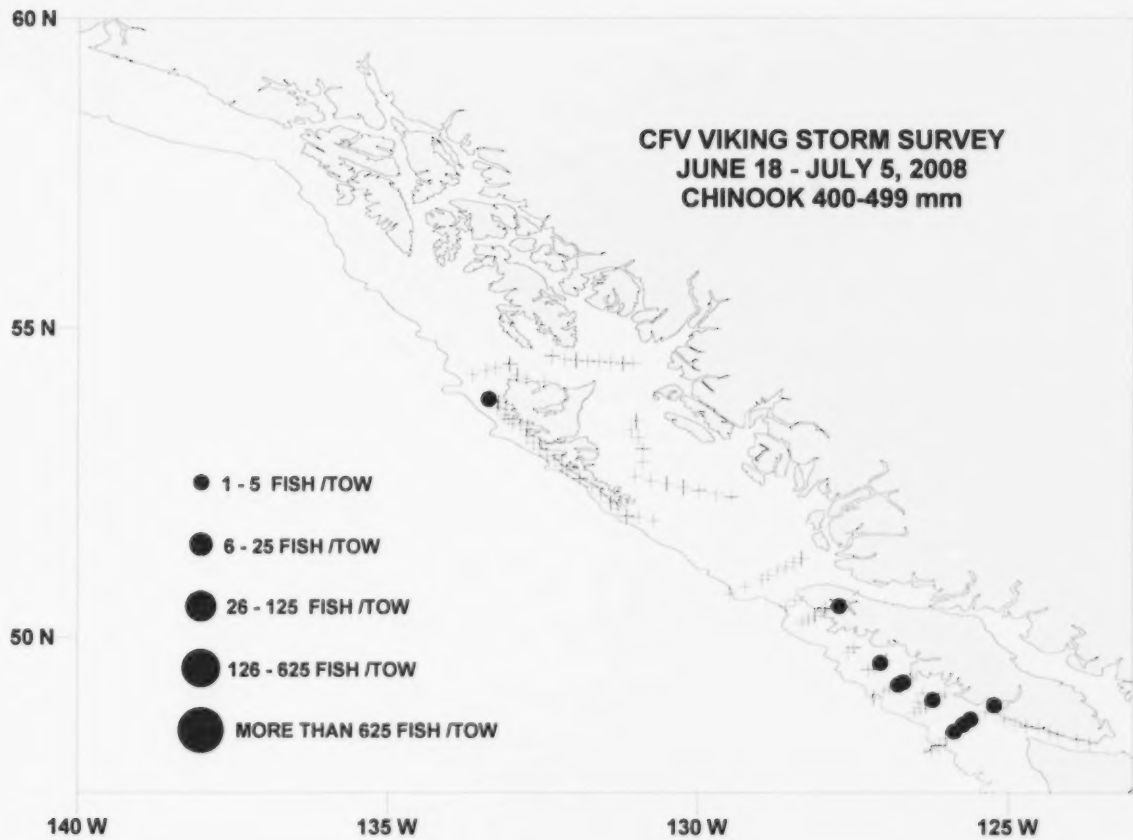 60 N
CFV VIKING STORM SURVEY
JUNE 18 - JULY 5, 2008
CHINOOK 400-499 mm
55 N
1 - 5 FISH /TOW
6 - 25 FISH /TOW
26 - 125 FISH /TOW
50 N
126 - 625 FISH /TOW
MORE THAN 625 FISH /TOW
140 W
135 W
130 W
125 W